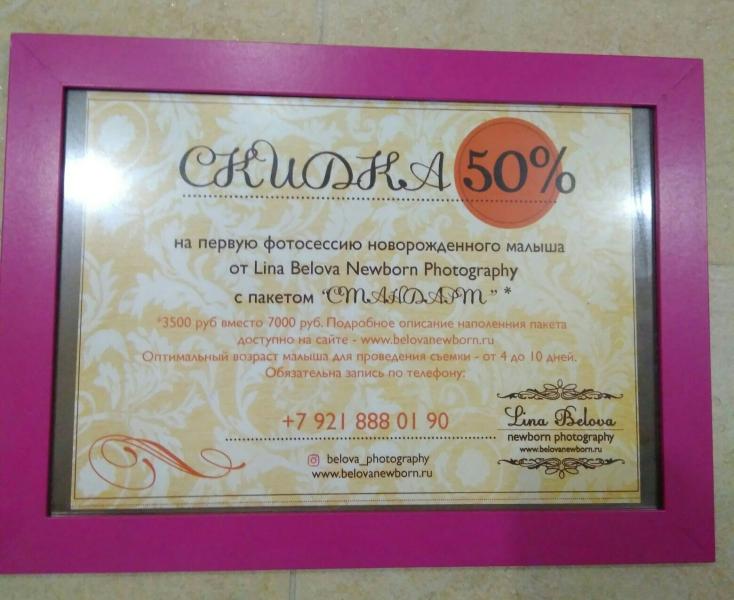 СКИДКА 50%
на первую фотосессию новорожденного малыша
от Lina Belova Newborn Photography
с пакетом "СТАНДАРТ" *
*3500 руб вместо 7000 руб. Подробное описание наполнения пакета
доступно на сайте - www.belovanewborn.ru
Оптимальный возраст малыша для проведения съемки - от 4 до 10 дней.
Обязательна запись по телефону:
+7 921 888 01 90
belova_photography
www.belovanewborn.ru
Lina Belova
newborn photography
www.belovanewborn.ru